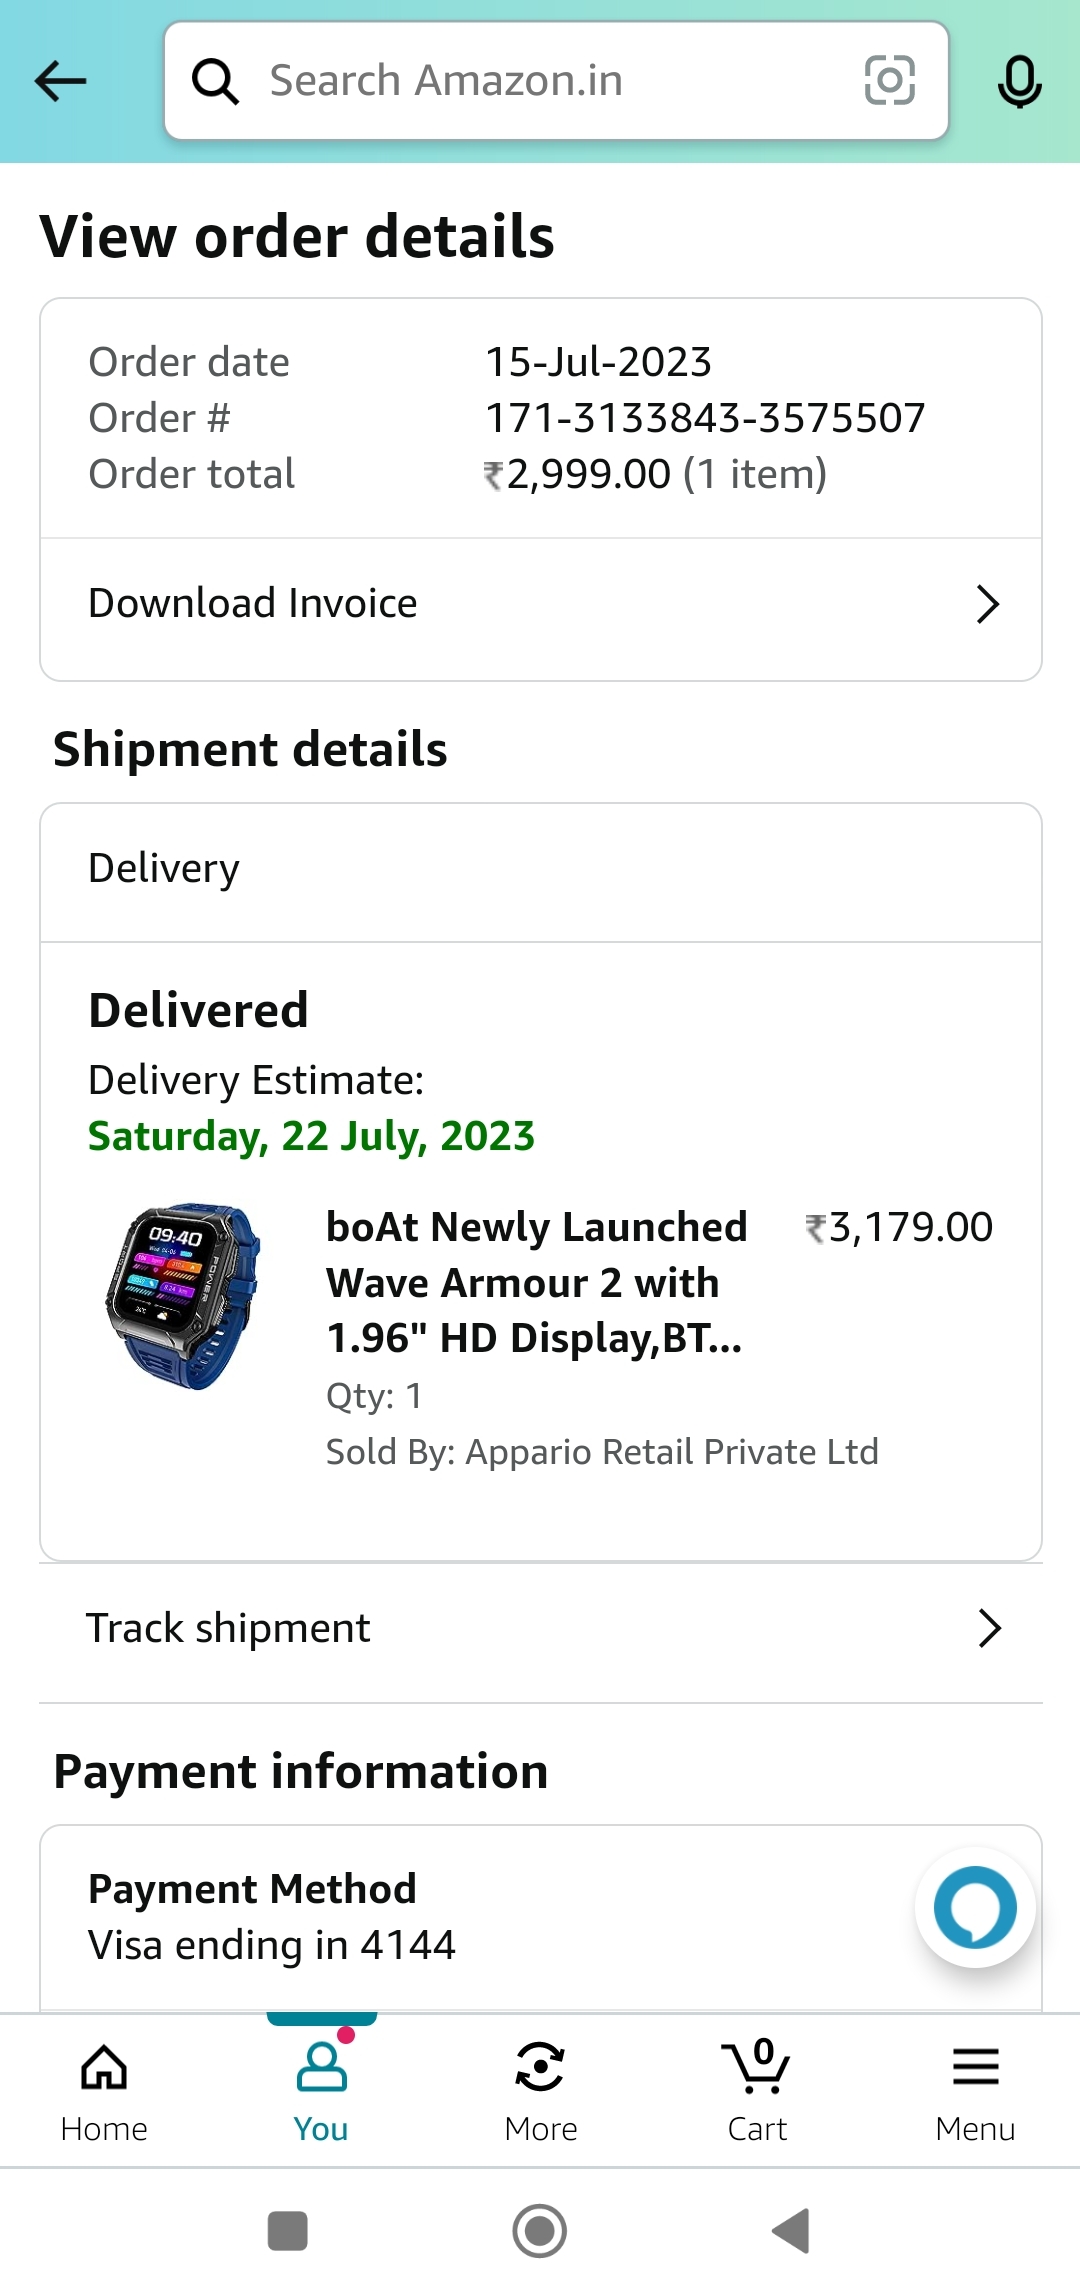 Search Amazon.in
View order details
Order date 15-Jul-2023
Order # 171-3133843-3575507
Order total ₹2,999.00 (1 item)
Download Invoice
Shipment details
Delivery
Delivered
Delivery Estimate:
Saturday, 22 July, 2023
09:40
POWER
boAt Newly Launched ₹3,179.00
Wave Armour 2 with
1.96" HD Display,BT...
Qty: 1
Sold By: Appario Retail Private Ltd
Track shipment
Payment information
Payment Method
Visa ending in 4144
0
Home You More Cart Menu